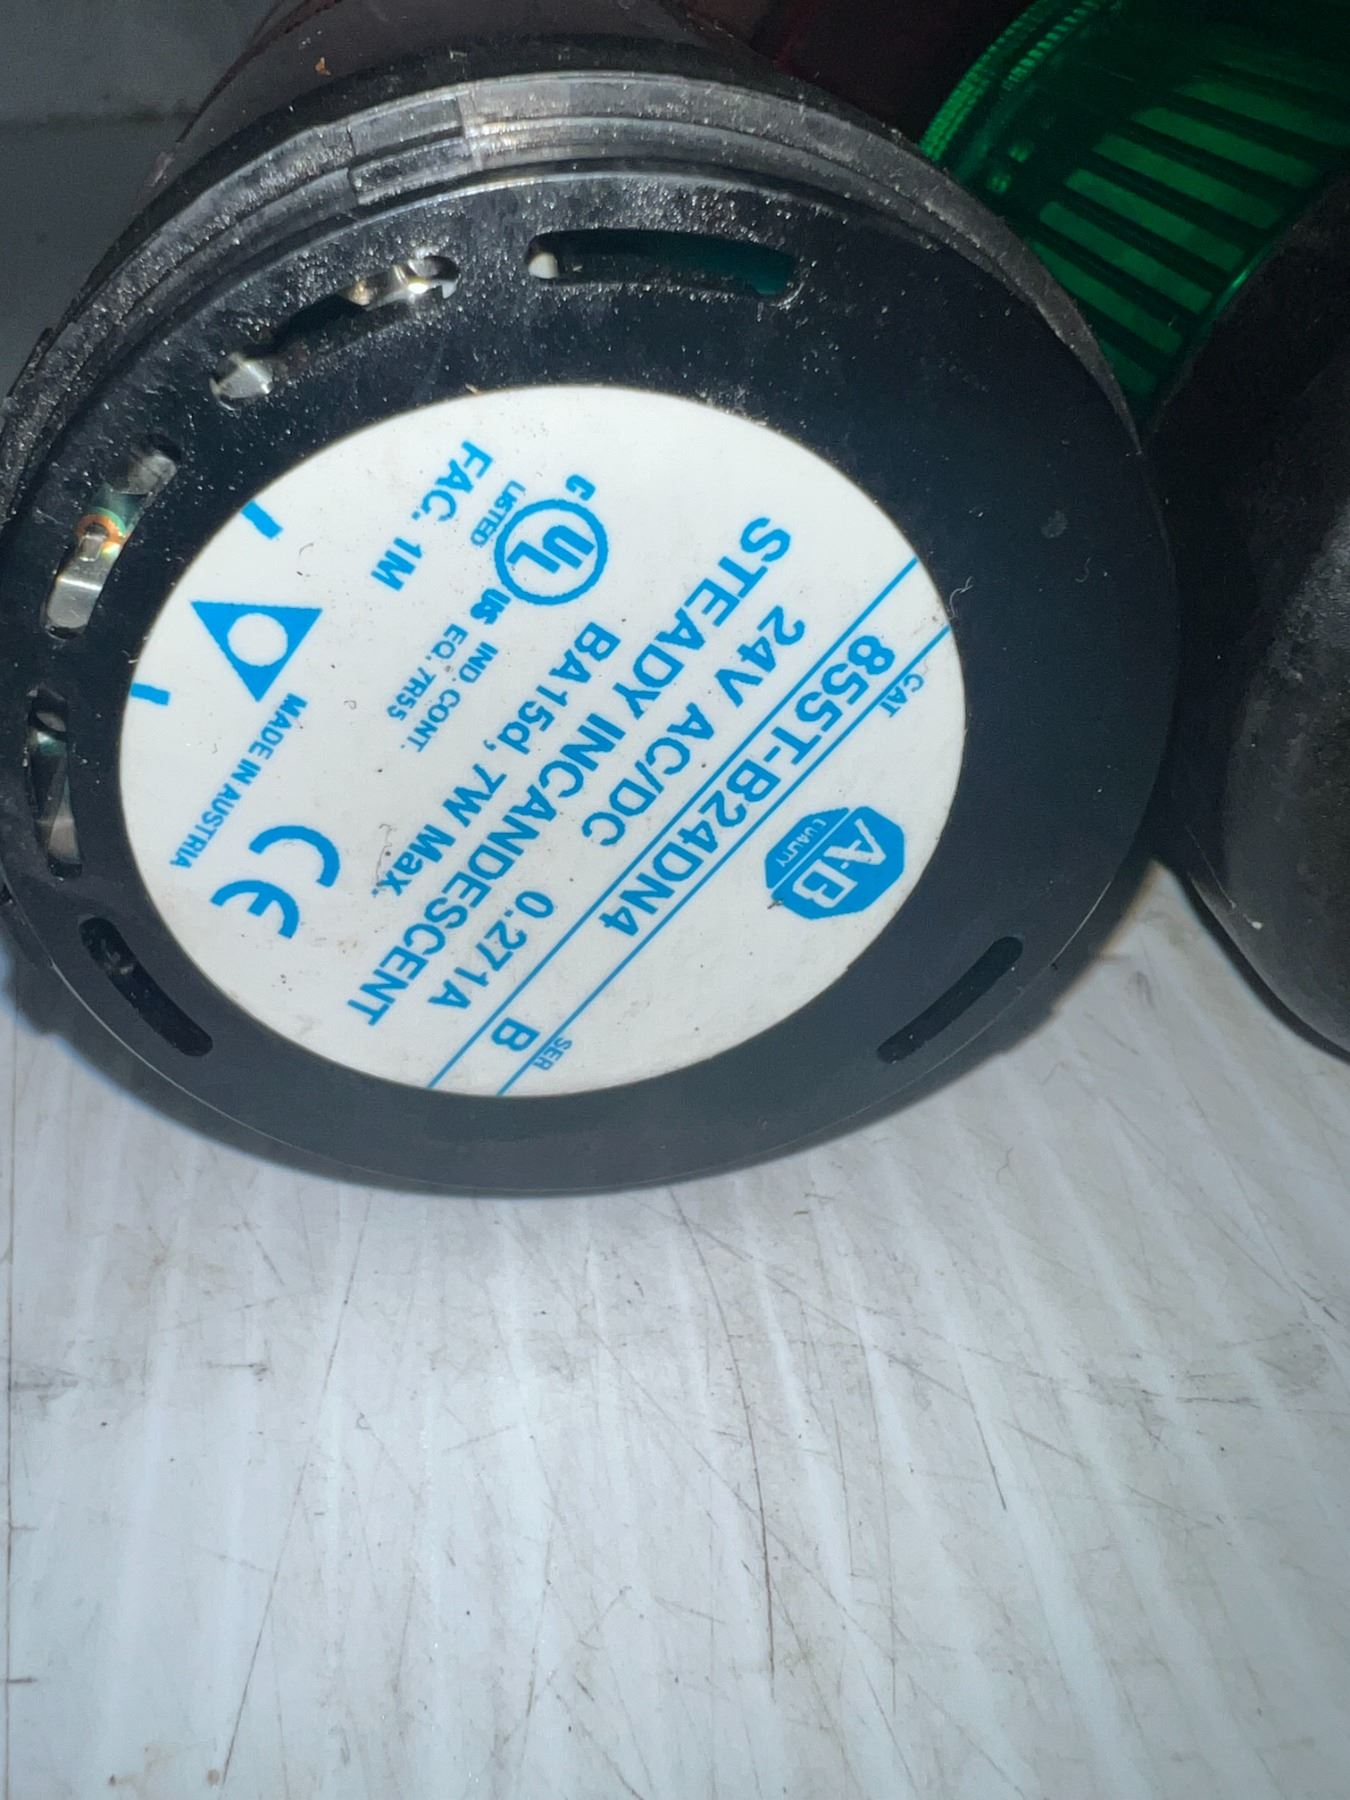 A-B
QUALITY
CAT
SER
855T-B24DN4 B
24V AC/DC 0.271A
STEADY INCANDESCENT
BA15d, 7W Max.
C UL US
LISTED
IND. CONT.
EQ. 7R55
FAC. 1M
CE
MADE IN AUSTRIA